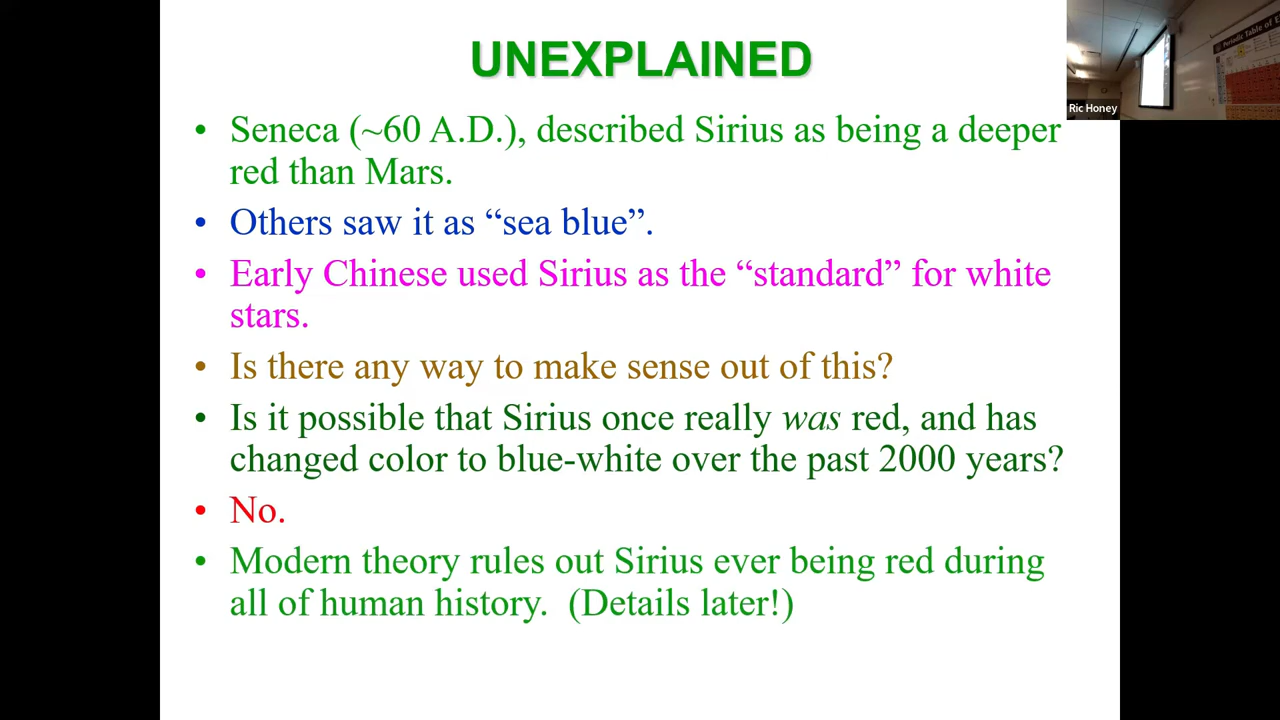 UNEXPLAINED
• Seneca (~60 A.D.), described Sirius as being a deeper
red than Mars.
• Others saw it as “sea blue”.
• Early Chinese used Sirius as the “standard” for white
stars.
• Is there any way to make sense out of this?
• Is it possible that Sirius once really was red, and has
changed color to blue-white over the past 2000 years?
• No.
• Modern theory rules out Sirius ever being red during
all of human history.  (Details later!)
Ric Honey
Periodic Table of